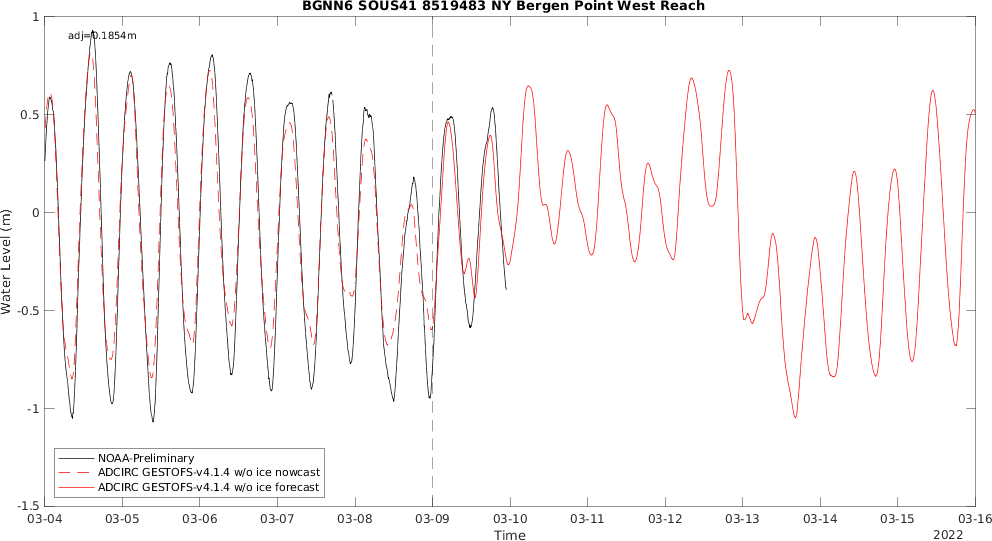 BGNN6 SOUS41 8519483 NY Bergen Point West Reach
adj=0.1854m
Water Level (m)
1
0.5
0
-0.5
-1
-1.5
NOAA-Preliminary
ADCIRC GESTOFS-v4.1.4 w/o ice nowcast
ADCIRC GESTOFS-v4.1.4 w/o ice forecast
03-04 03-05 03-06 03-07 03-08 03-09 03-10 03-11 03-12 03-13 03-14 03-15 03-16
Time
2022